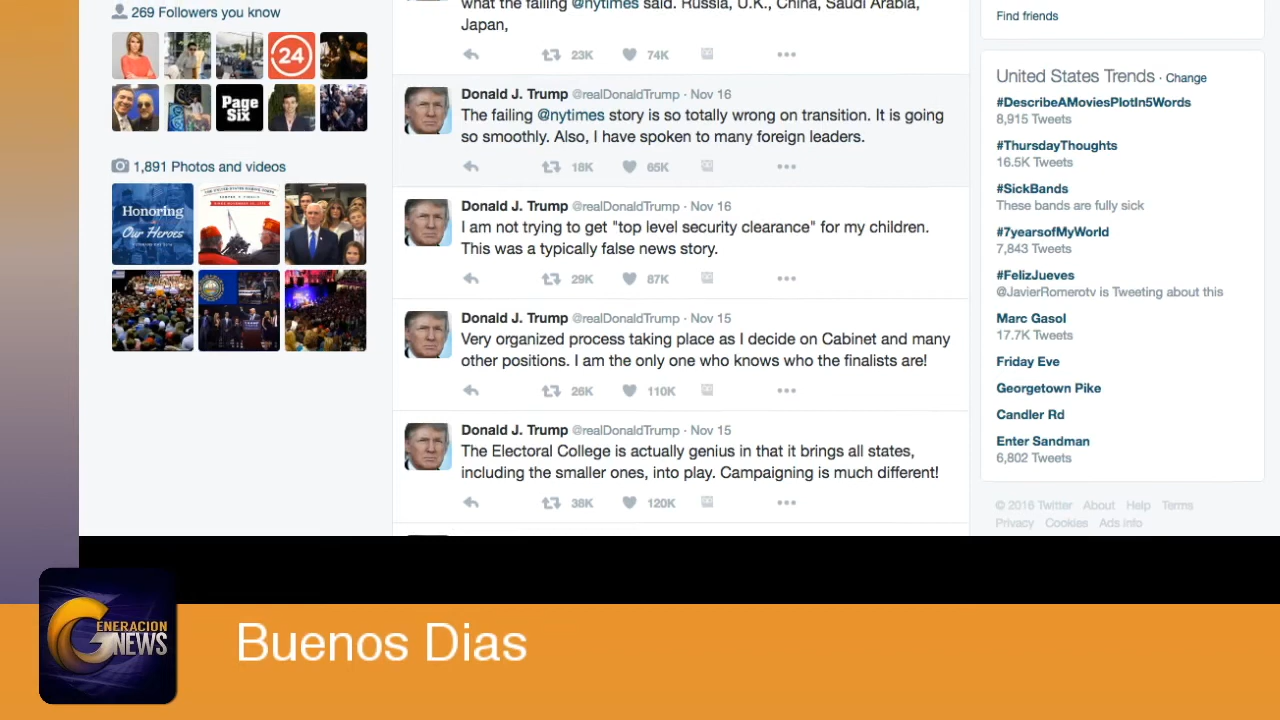 269 Followers you know
24
Page
Six
1,891 Photos and videos
Honoring
Our Heroes
what the failing @nytimes said. Russia, U.K., China, Saudi Arabia,
Japan,
23K 74K
Donald J. Trump @realDonaldTrump · Nov 16
The failing @nytimes story is so totally wrong on transition. It is going
so smoothly. Also, I have spoken to many foreign leaders.
18K 65K
Donald J. Trump @realDonaldTrump · Nov 16
I am not trying to get "top level security clearance" for my children.
This was a typically false news story.
29K 87K
Donald J. Trump @realDonaldTrump · Nov 15
Very organized process taking place as I decide on Cabinet and many
other positions. I am the only one who knows who the finalists are!
26K 110K
Donald J. Trump @realDonaldTrump · Nov 15
The Electoral College is actually genius in that it brings all states,
including the smaller ones, into play. Campaigning is much different!
38K 120K
Find friends
United States Trends · Change
#DescribeAMoviesPlotIn5Words
8,915 Tweets
#ThursdayThoughts
16.5K Tweets
#SickBands
These bands are fully sick
#7yearsofMyWorld
7,843 Tweets
#FelizJueves
@JavierRomerotv is Tweeting about this
Marc Gasol
17.7K Tweets
Friday Eve
Georgetown Pike
Candler Rd
Enter Sandman
6,802 Tweets
© 2016 Twitter About Help Terms
Privacy Cookies Ads info
GENERACION
NEWS
Buenos Dias